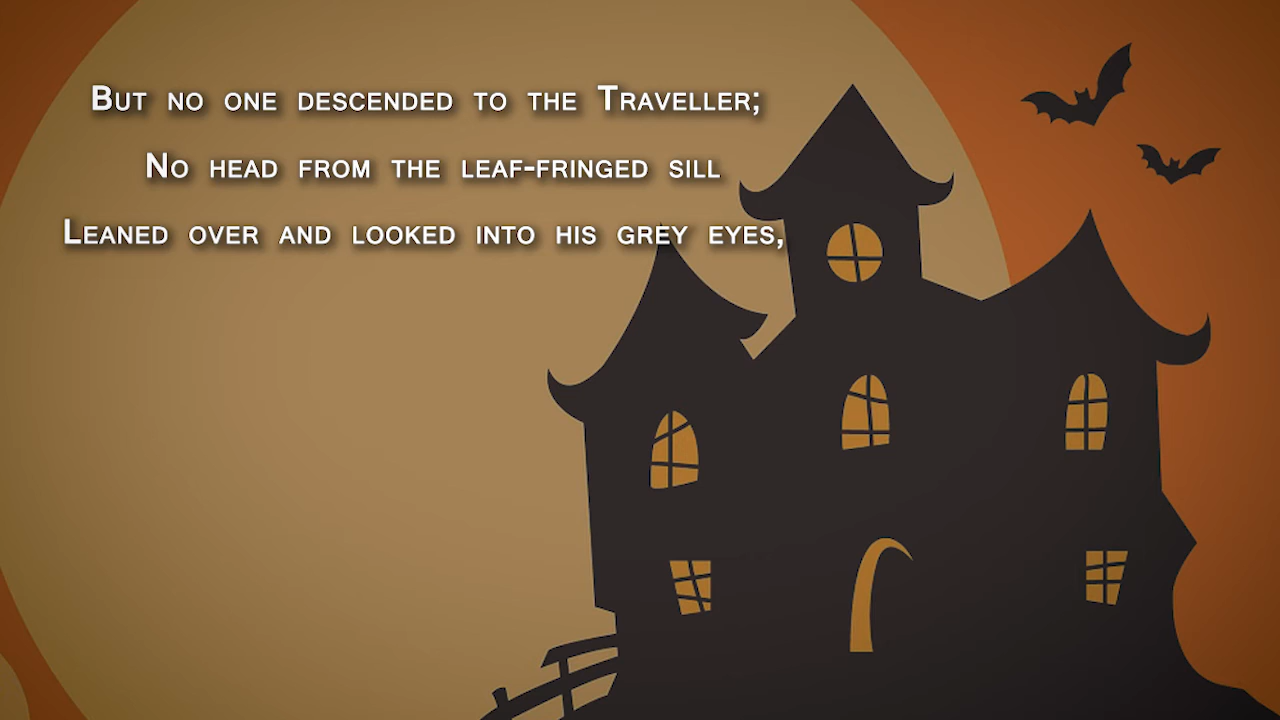 But no one descended to the Traveller;
No head from the leaf-fringed sill
Leaned over and looked into his grey eyes,